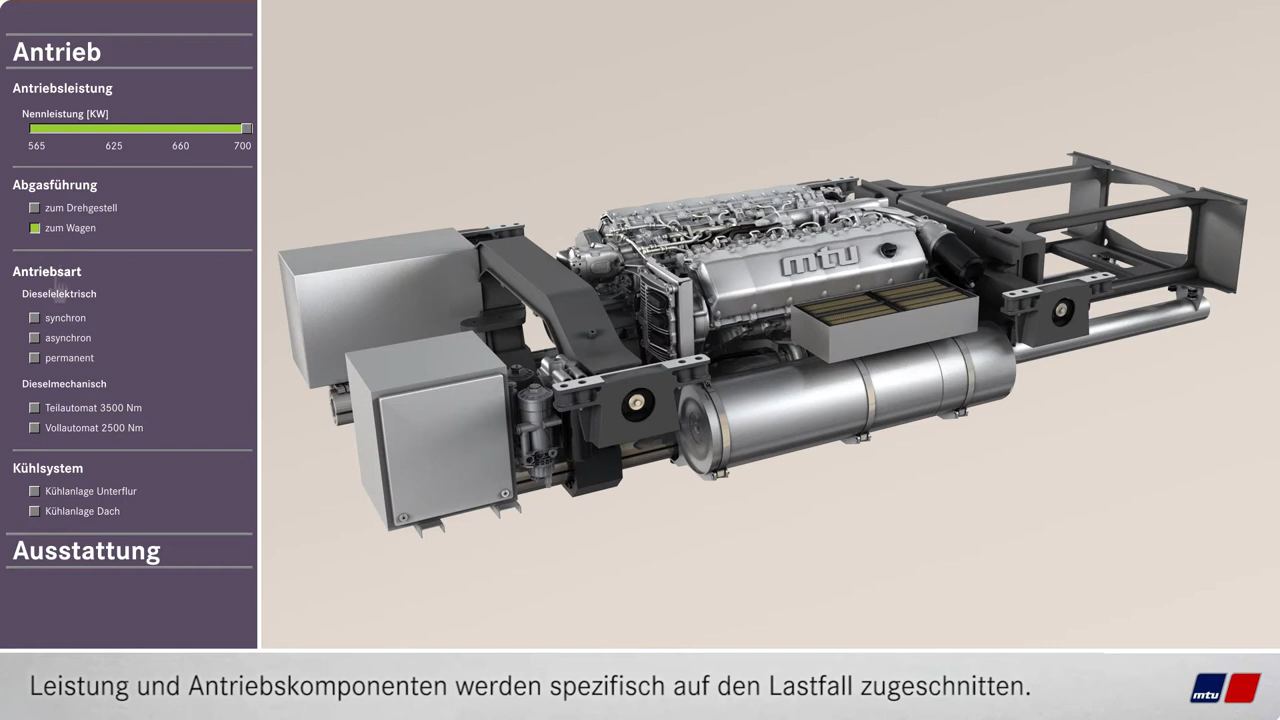 Antrieb
Antriebsleistung
Nennleistung [KW]
565 625 660 700
Abgasführung
zum Drehgestell
zum Wagen
Antriebsart
Dieselelektrisch
synchron
asynchron
permanent
Dieselmechanisch
Teilautomat 3500 Nm
Vollautomat 2500 Nm
Kühlsystem
Kühlanlage Unterflur
Kühlanlage Dach
Ausstattung
mtu
Leistung und Antriebskomponenten werden spezifisch auf den Lastfall zugeschnitten.
mtu